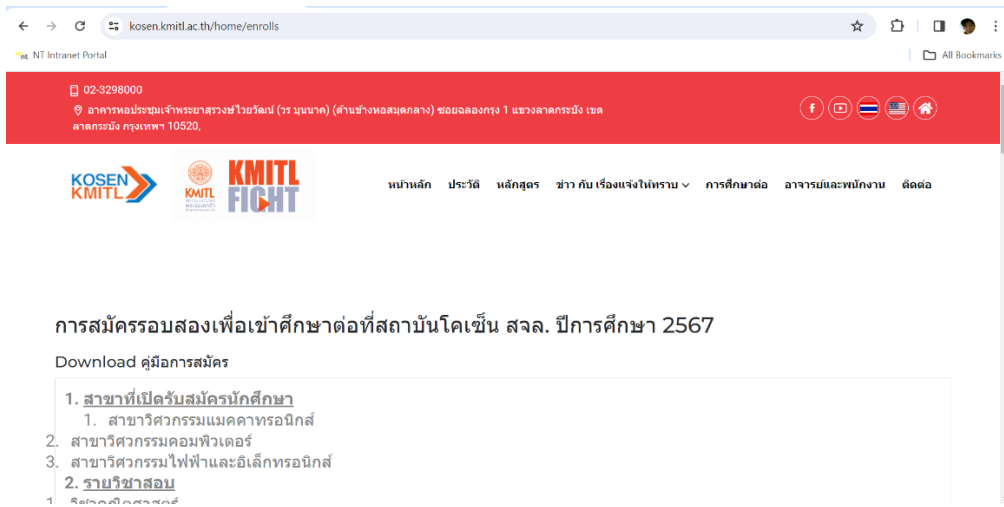 kosen.kmitl.ac.th/home/enrolls
NT Intranet Portal
All Bookmarks
02-3298000
อาคารหอประชุมเจ้าพระยาสุรวงษ์ไวยวัฒน์ (วร บุนนาค) (ด้านข้างหอสมุดกลาง) ซอยฉลองกรุง 1 แขวงลาดกระบัง เขต
ลาดกระบัง กรุงเทพฯ 10520,
KOSEN
KMITL
KMITL
KMITL
FIGHT
หน้าหลัก ประวัติ หลักสูตร ข่าว กับ เรื่องแจ้งให้ทราบ การศึกษาต่อ อาจารย์และพนักงาน ติดต่อ
การสมัครรอบสองเพื่อเข้าศึกษาต่อที่สถาบันโคเซ็น สจล. ปีการศึกษา 2567
Download คู่มือการสมัคร
1. สาขาที่เปิดรับสมัครนักศึกษา
1. สาขาวิศวกรรมแมคคาทรอนิกส์
2. สาขาวิศวกรรมคอมพิวเตอร์
3. สาขาวิศวกรรมไฟฟ้าและอิเล็กทรอนิกส์
2. รายวิชาสอบ
1. วิชาคณิตศาสตร์